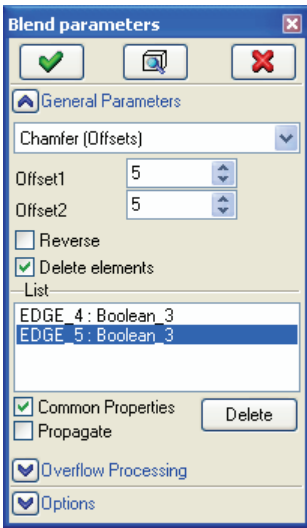 Blend parameters
General Parameters
Chamfer (Offsets)
Offset1 5
Offset2 5
Reverse
Delete elements
List
EDGE_4 : Boolean_3
EDGE_5 : Boolean_3
Common Properties
Delete
Propagate
Overflow Processing
Options